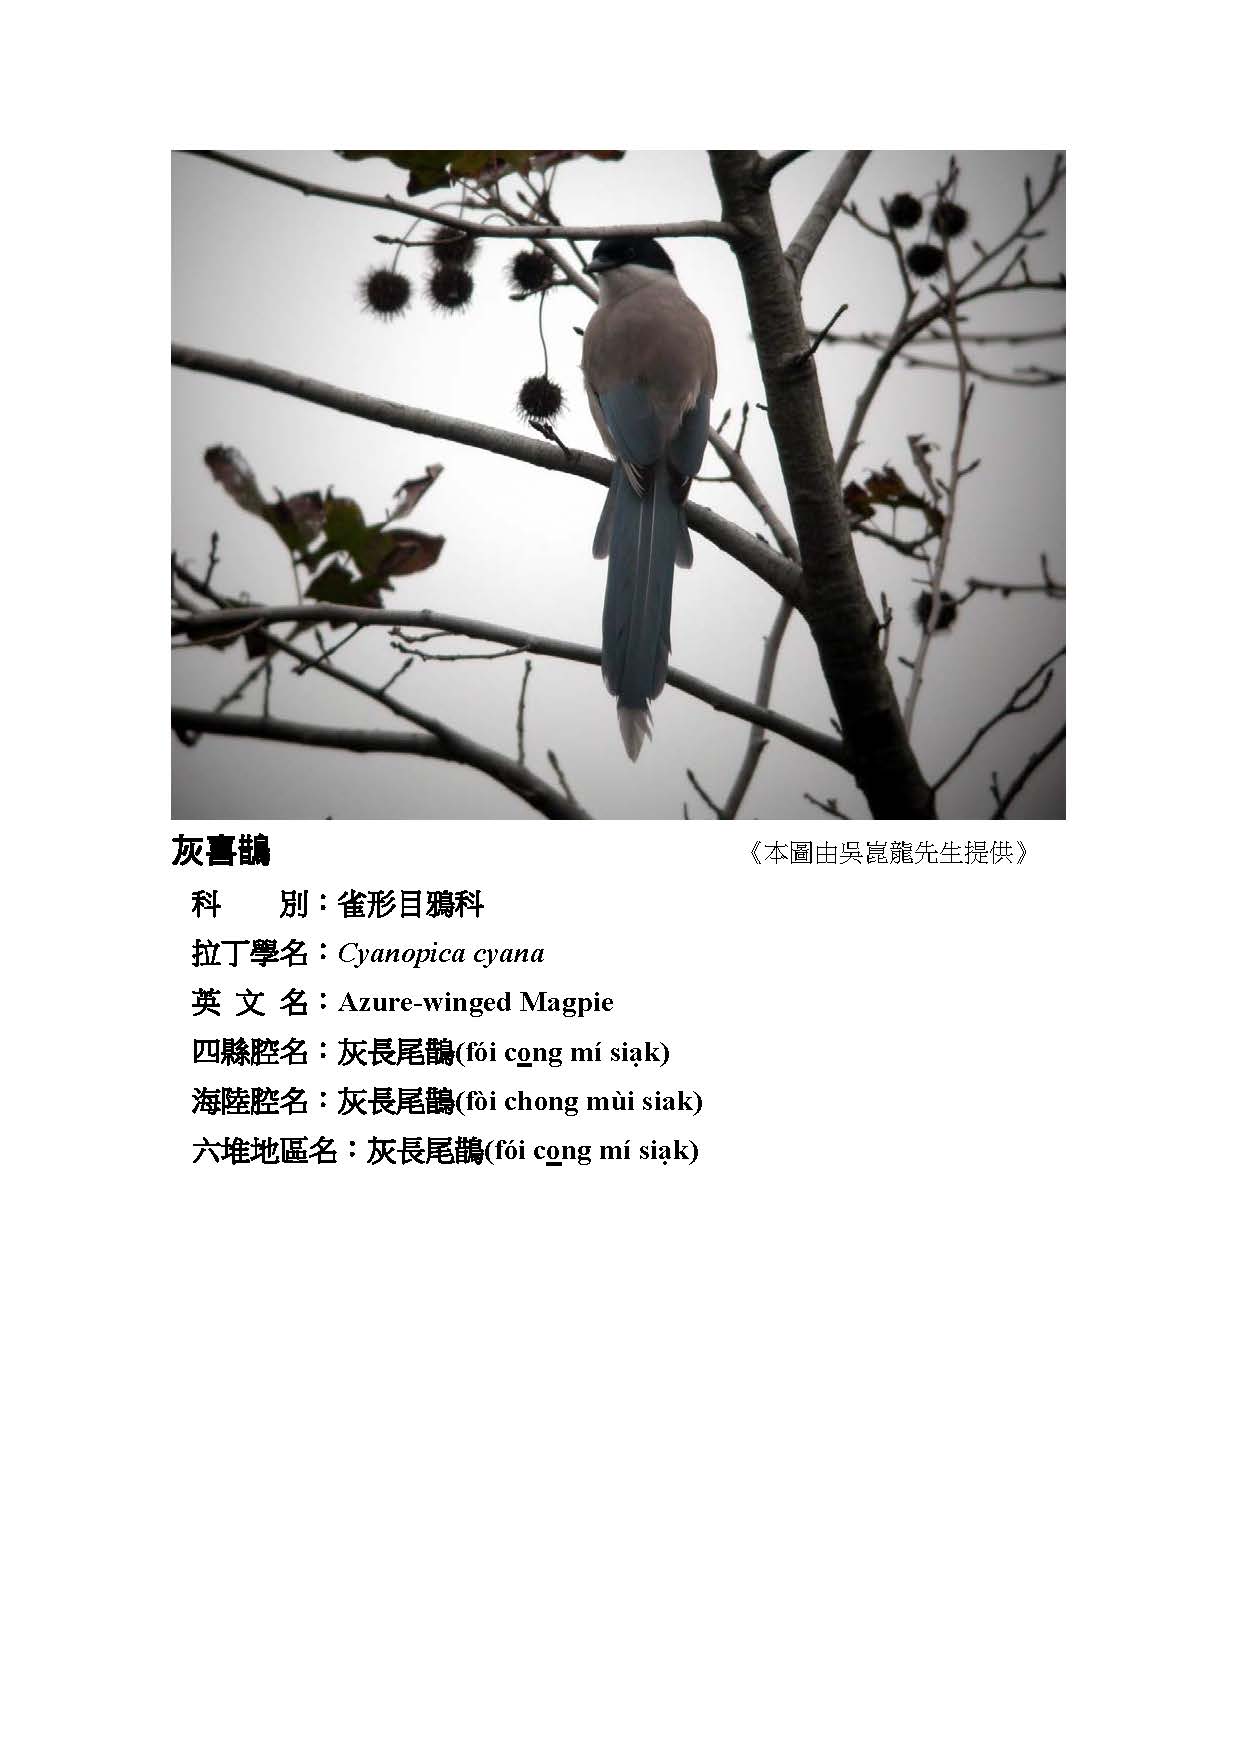 灰喜鵲 《本圖由吳崑龍先生提供》
科 別：雀形目鴉科
拉丁學名：Cyanopica cyana
英 文 名：Azure-winged Magpie
四縣腔名：灰長尾鵲(fói co̲ng mí siạk)
海陸腔名：灰長尾鵲(fòi chong mùi siak)
六堆地區名：灰長尾鵲(fói co̲ng mí siạk)